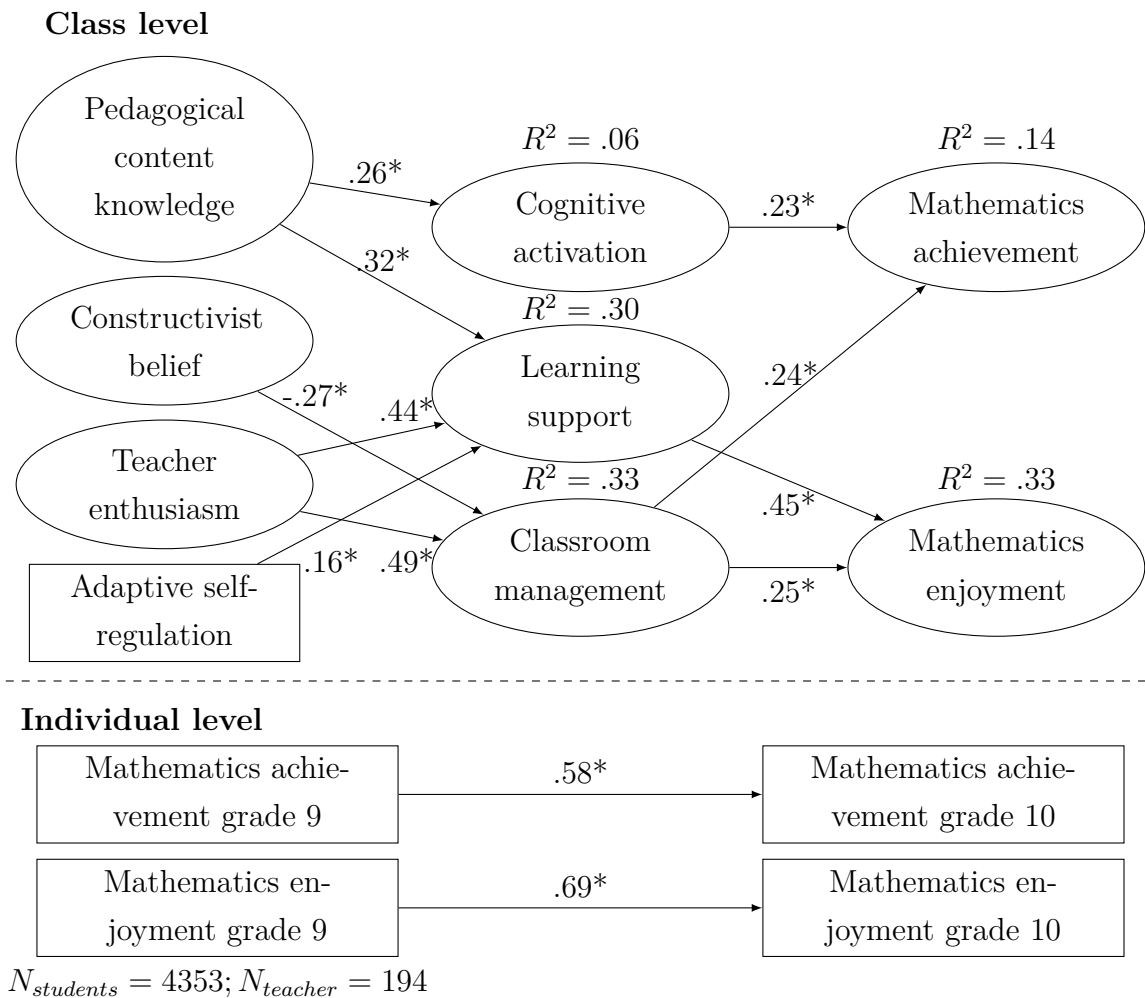 Class level
Pedagogical
content
knowledge
Constructivist
belief
Teacher
enthusiasm
Adaptive self-
regulation
.26*
.32*
-.27*
.44*
.16*
.49*
R² = .06
Cognitive
activation
R² = .30
Learning
support
R² = .33
Classroom
management
.23*
.24*
.45*
.25*
R² = .14
Mathematics
achievement
R² = .33
Mathematics
enjoyment
Individual level
Mathematics achie-
vement grade 9
.58*
Mathematics achie-
vement grade 10
Mathematics en-
joyment grade 9
.69*
Mathematics en-
joyment grade 10
N_students = 4353; N_teacher = 194